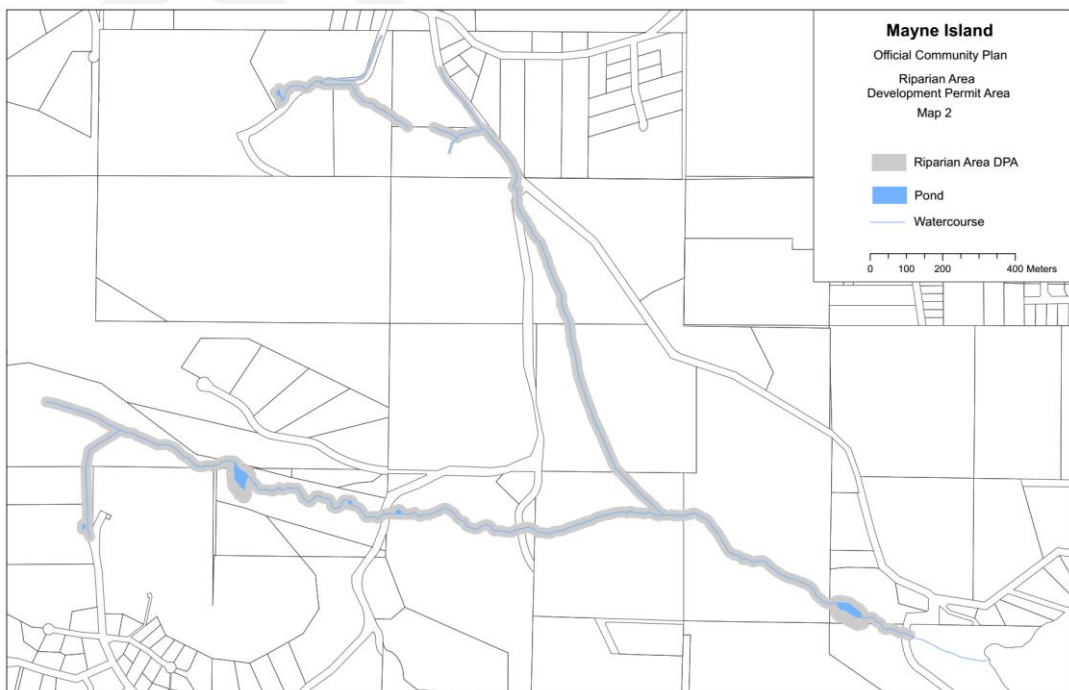 Mayne Island
Official Community Plan
Riparian Area
Development Permit Area
Map 2
Riparian Area DPA
Pond
Watercourse
0 100 200 400 Meters